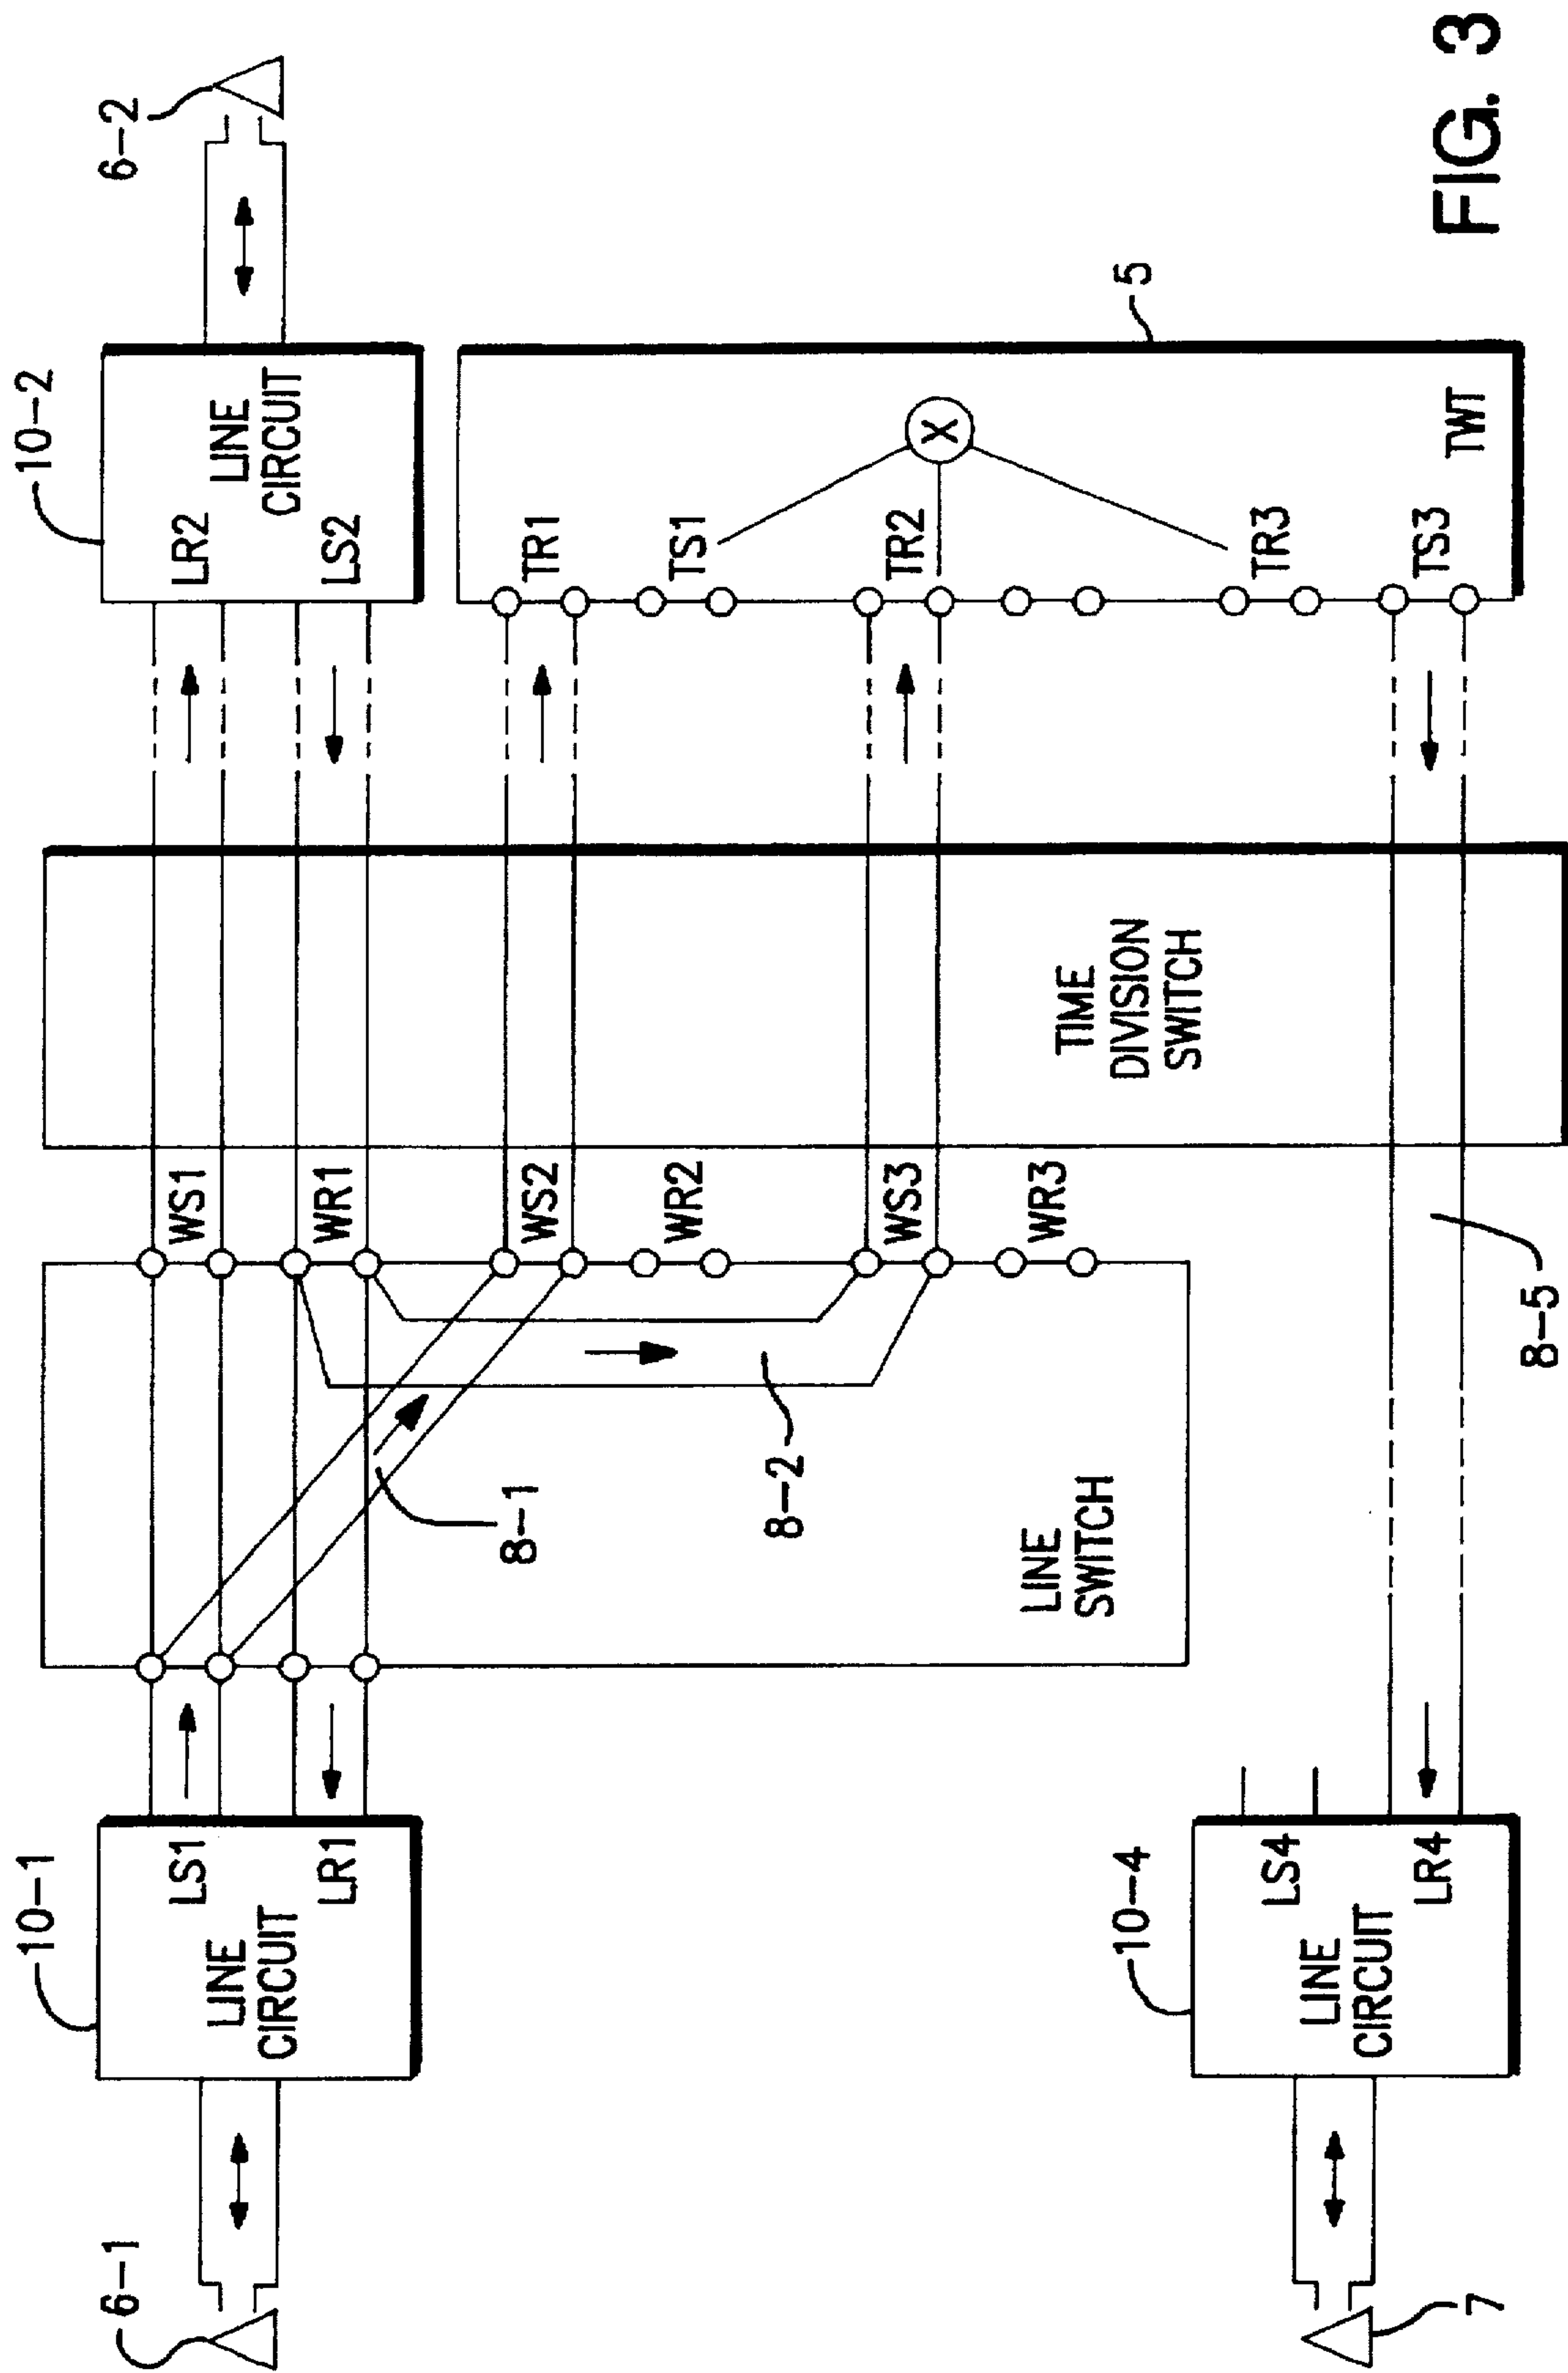 6-1
10-1
LINE
CIRCUIT
LS1
LR1
8-1
8-2
LINE
SWITCH
WS1
WR1
WS2
WR2
WS3
WR3
TIME
DIVISION
SWITCH
10-2
LR2
LINE
CIRCUIT
LS2
6-2
TR1
TS1
TR2
X
TR3
TS3
TWT
5
7
10-4
LINE
CIRCUIT
LS4
LR4
8-5
FIG. 3